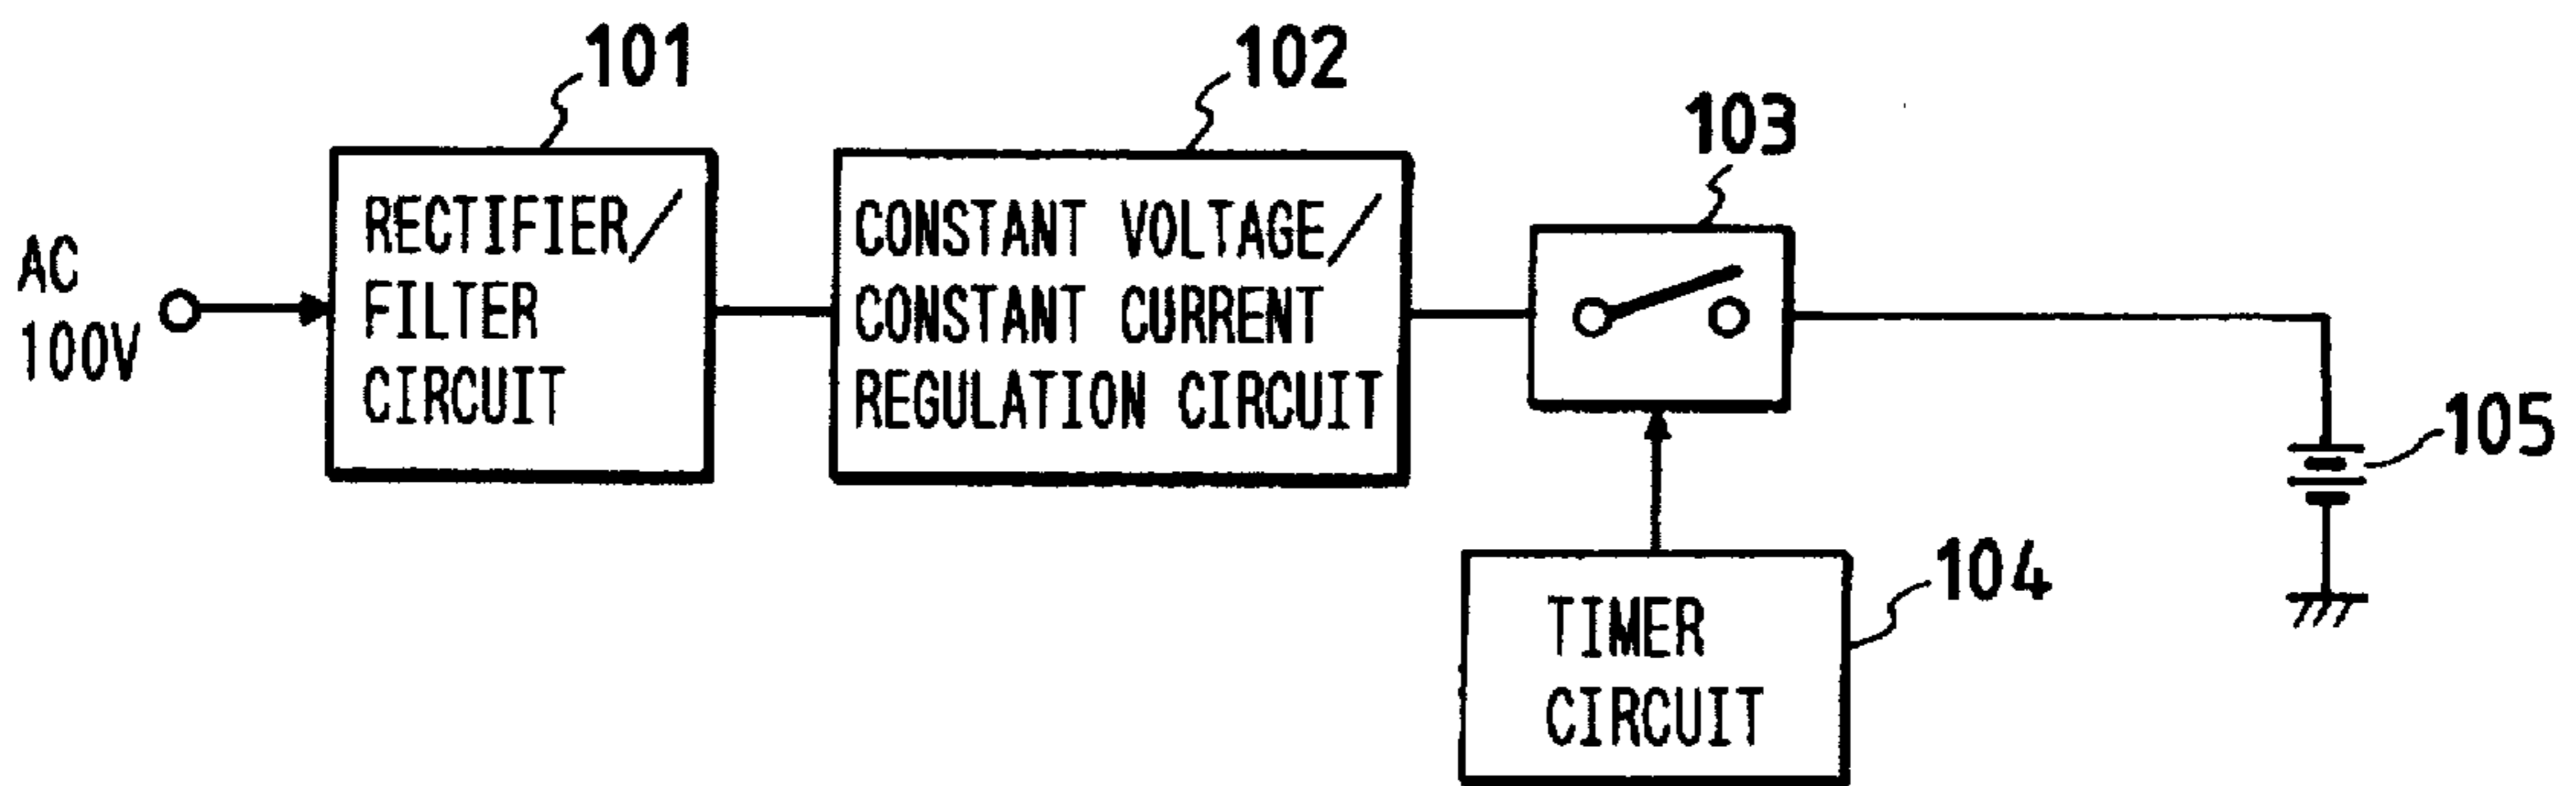 101
102
103
AC
100V
RECTIFIER/
FILTER
CIRCUIT
CONSTANT VOLTAGE/
CONSTANT CURRENT
REGULATION CIRCUIT
105
104
TIMER
CIRCUIT